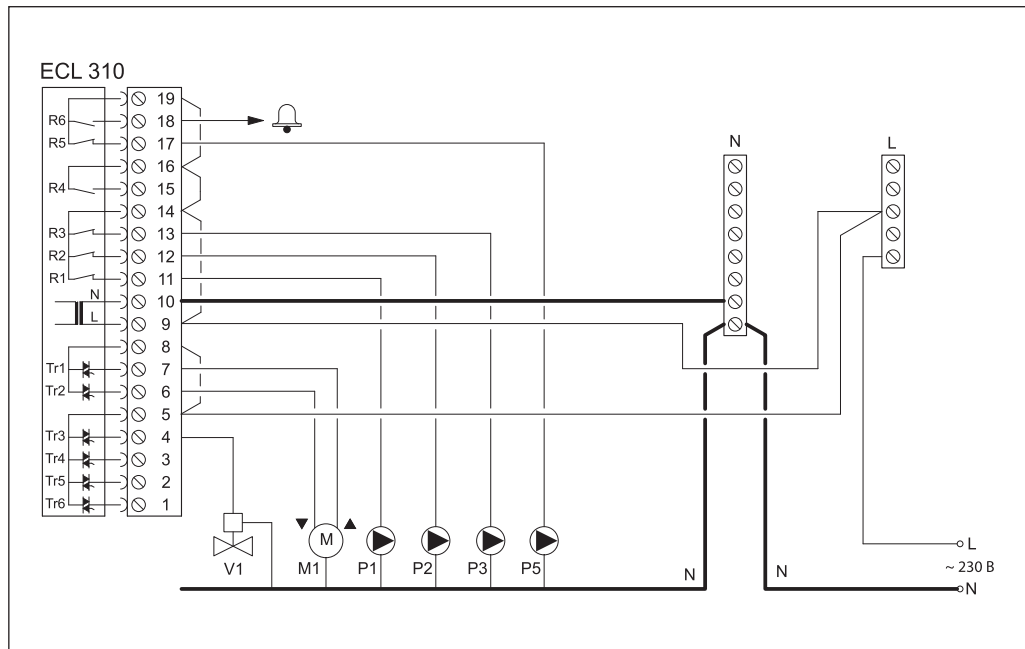 ECL 310
19
R6 18
R5 17
16
R4 15
14
R3 13
R2 12
R1 11
N 10
L 9
8
Tr1 7
Tr2 6
5
Tr3 4
Tr4 3
Tr5 2
Tr6 1
N L
M
V1 M1 P1 P2 P3 P5
N N
L
~ 230 В
N